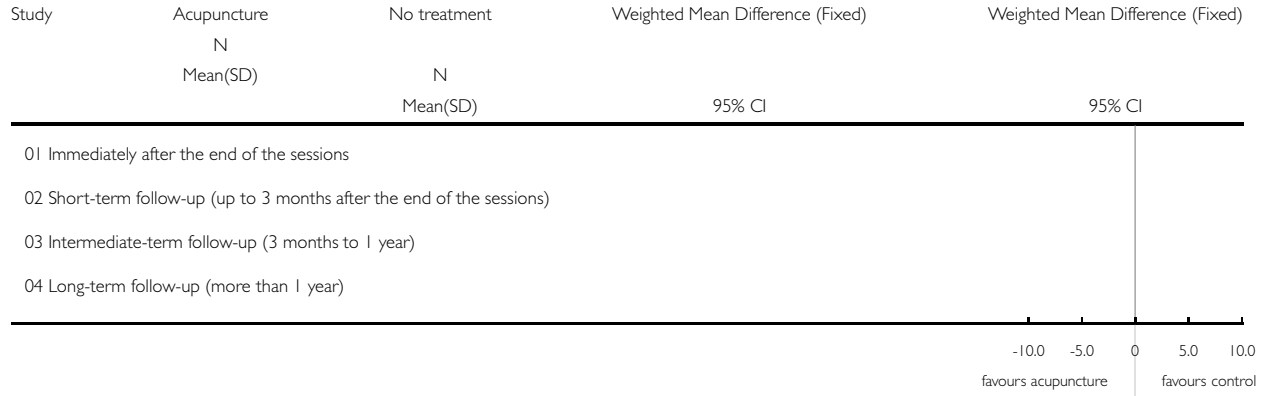 Study Acupuncture No treatment Weighted Mean Difference (Fixed) Weighted Mean Difference (Fixed)
N
Mean(SD) N
Mean(SD) 95% CI 95% CI
01 Immediately after the end of the sessions
02 Short-term follow-up (up to 3 months after the end of the sessions)
03 Intermediate-term follow-up (3 months to 1 year)
04 Long-term follow-up (more than 1 year)
-10.0 -5.0 0 5.0 10.0
favours acupuncture favours control